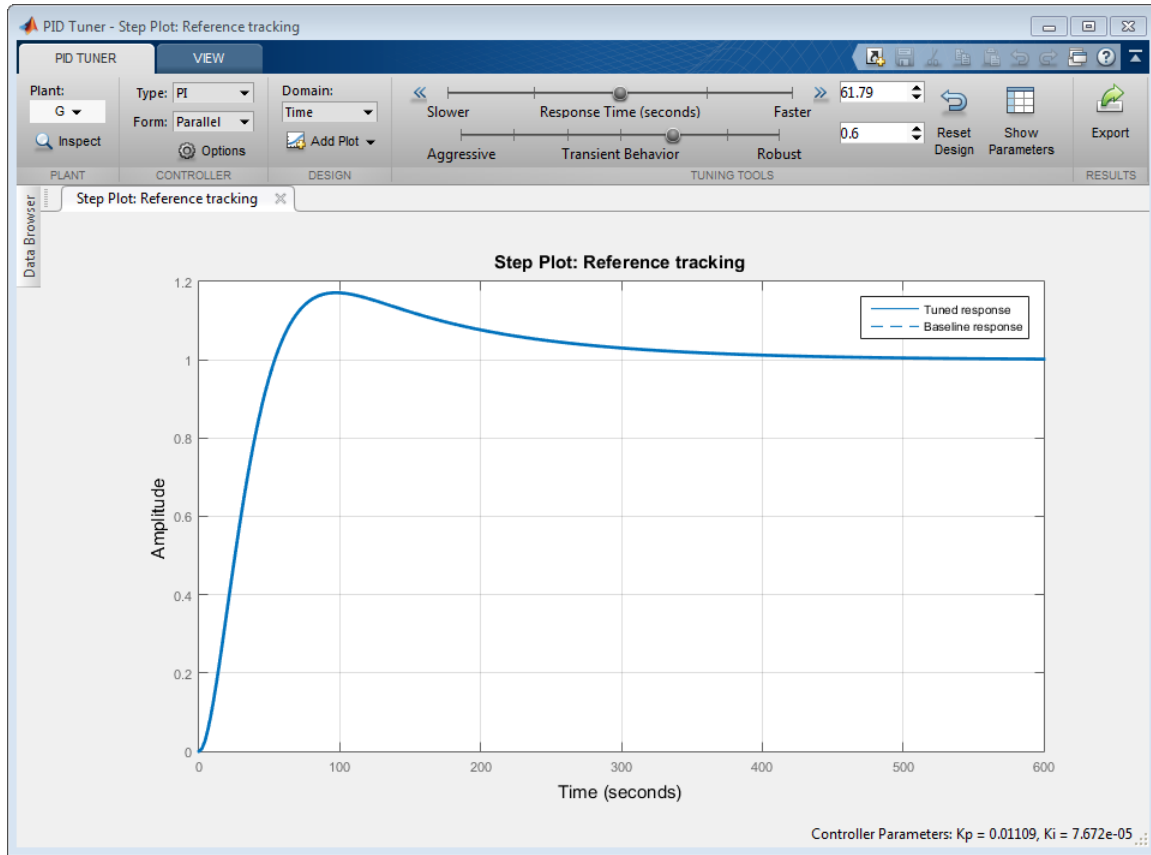 PID Tuner - Step Plot: Reference tracking
PID TUNER
VIEW
Plant:
G
Inspect
PLANT
Type: PI
Form: Parallel
Options
CONTROLLER
Domain:
Time
Add Plot
DESIGN
Slower
Response Time (seconds)
Faster
61.79
Aggressive
Transient Behavior
Robust
0.6
Reset
Design
Show
Parameters
TUNING TOOLS
Export
RESULTS
Data Browser
Step Plot: Reference tracking
Step Plot: Reference tracking
Tuned response
Baseline response
Amplitude
1.2
1
0.8
0.6
0.4
0.2
0
0 100 200 300 400 500 600
Time (seconds)
Controller Parameters: Kp = 0.01109, Ki = 7.672e-05